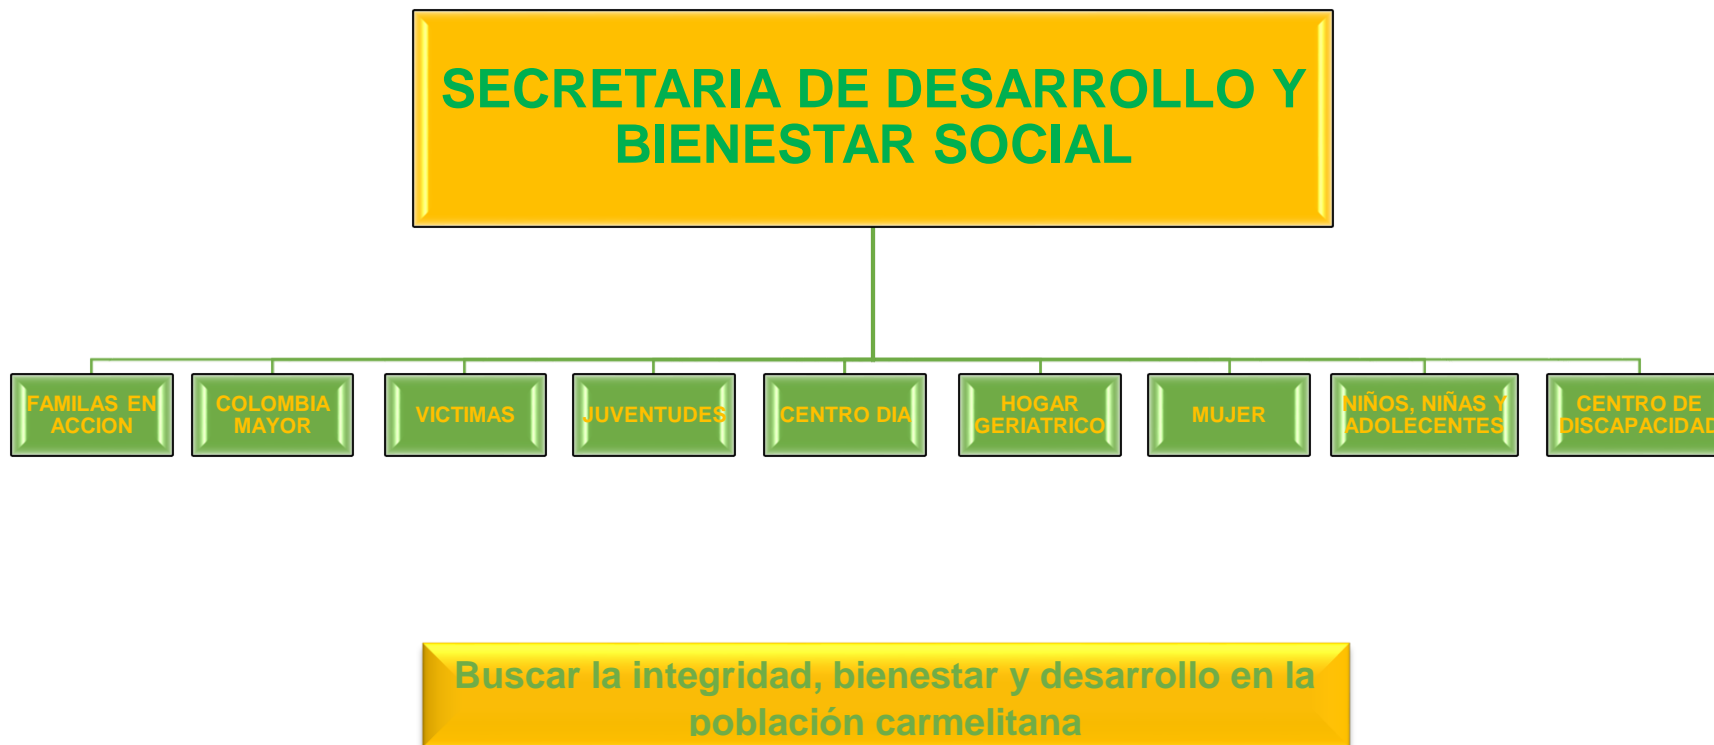 SECRETARIA DE DESARROLLO Y
BIENESTAR SOCIAL
FAMILAS EN
ACCION
COLOMBIA
MAYOR
VICTIMAS
JUVENTUDES
CENTRO DIA
HOGAR
GERIATRICO
MUJER
NIÑOS, NIÑAS Y
ADOLECENTES
CENTRO DE
DISCAPACIDAD
Buscar la integridad, bienestar y desarrollo en la
población carmelitana